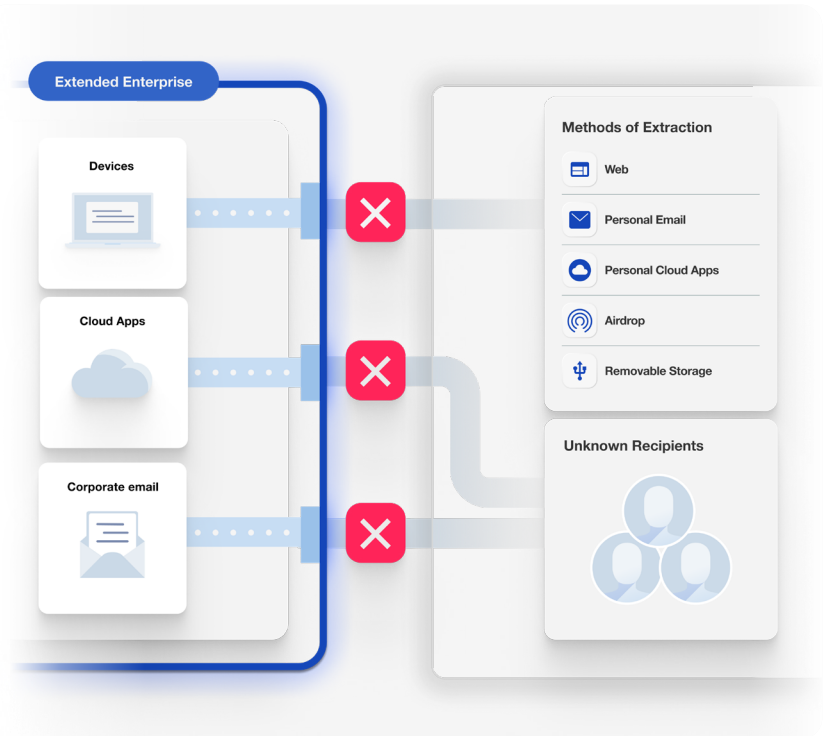 Extended Enterprise
Devices
Cloud Apps
Corporate email
Methods of Extraction
Web
Personal Email
Personal Cloud Apps
Airdrop
Removable Storage
Unknown Recipients